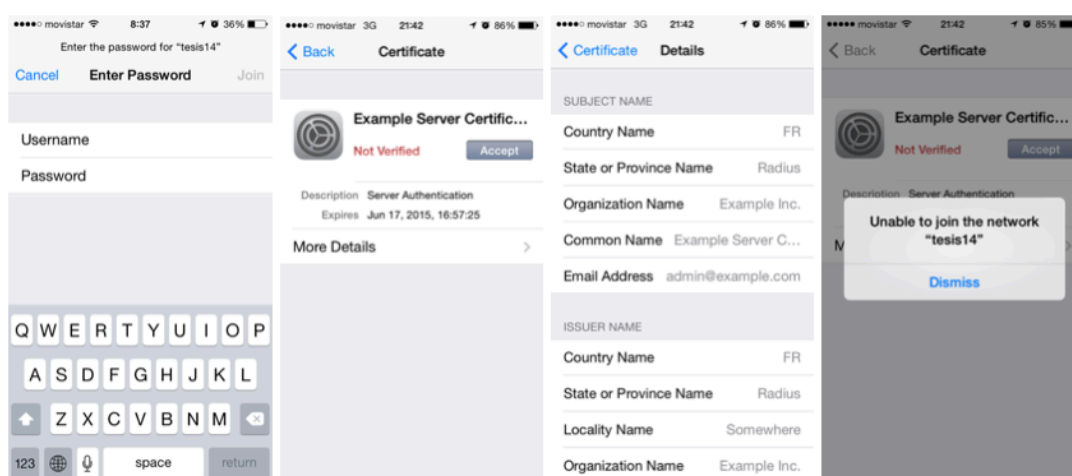 movistar 8:37 36%
Enter the password for "tesis14"
Cancel Enter Password Join
Username
Password
Q W E R T Y U I O P
A S D F G H J K L
Z X C V B N M
123 space return
movistar 3G 21:42 86%
Back Certificate
Example Server Certific...
Not Verified Accept
Description Server Authentication
Expires Jun 17, 2015, 16:57:25
More Details
movistar 3G 21:42 86%
Certificate Details
SUBJECT NAME
Country Name FR
State or Province Name Radius
Organization Name Example Inc.
Common Name Example Server C...
Email Address admin@example.com
ISSUER NAME
Country Name FR
State or Province Name Radius
Locality Name Somewhere
Organization Name Example Inc.
movistar 21:42 85%
Back Certificate
Example Server Certific...
Not Verified Accept
Description Server Authentication
Unable to join the network
"tesis14"
M
Dismiss